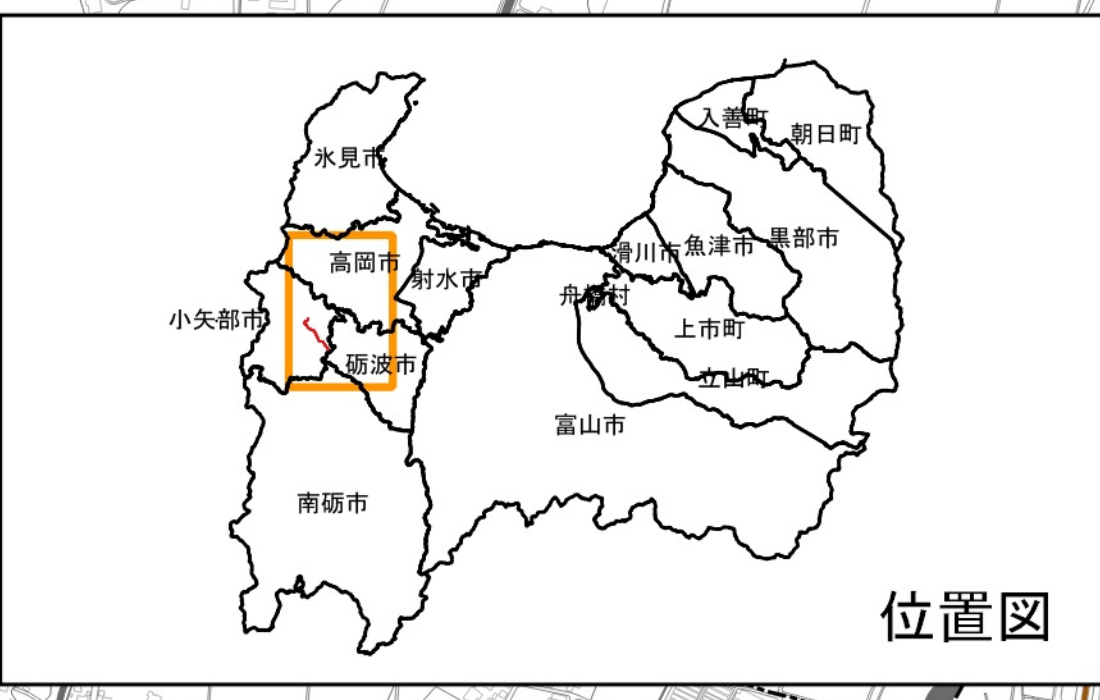 入善町
朝日町
氷見市
黒部市
魚津市
滑川市
高岡市
射水市
舟橋村
小矢部市
上市町
砺波市
立山町
富山市
南砺市
位置図